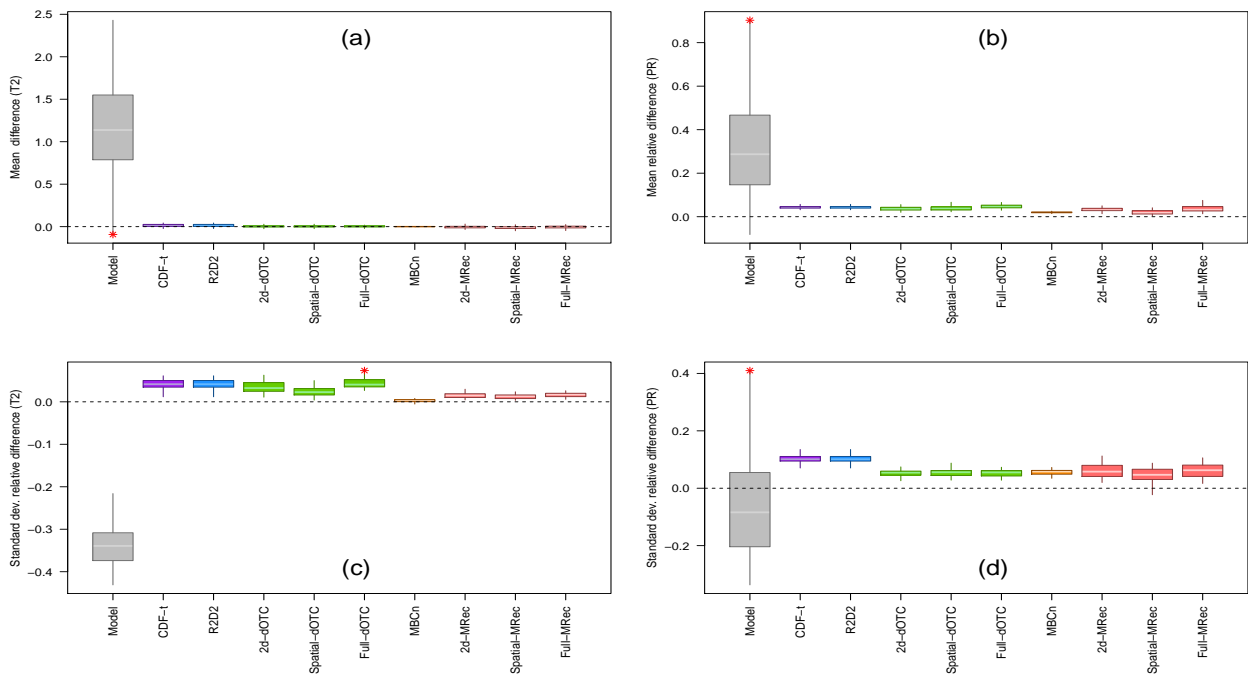 (a)
Mean difference (T2)
2.5
2.0
1.5
1.0
0.5
0.0
Model
CDF−t
R2D2
2d−dOTC
Spatial−dOTC
Full−dOTC
MBCn
2d−MRec
Spatial−MRec
Full−MRec
(b)
Mean relative difference (PR)
0.8
0.6
0.4
0.2
0.0
Model
CDF−t
R2D2
2d−dOTC
Spatial−dOTC
Full−dOTC
MBCn
2d−MRec
Spatial−MRec
Full−MRec
(c)
Standard dev. relative difference (T2)
0.0
−0.1
−0.2
−0.3
−0.4
Model
CDF−t
R2D2
2d−dOTC
Spatial−dOTC
Full−dOTC
MBCn
2d−MRec
Spatial−MRec
Full−MRec
(d)
Standard dev. relative difference (PR)
0.4
0.2
0.0
−0.2
Model
CDF−t
R2D2
2d−dOTC
Spatial−dOTC
Full−dOTC
MBCn
2d−MRec
Spatial−MRec
Full−MRec